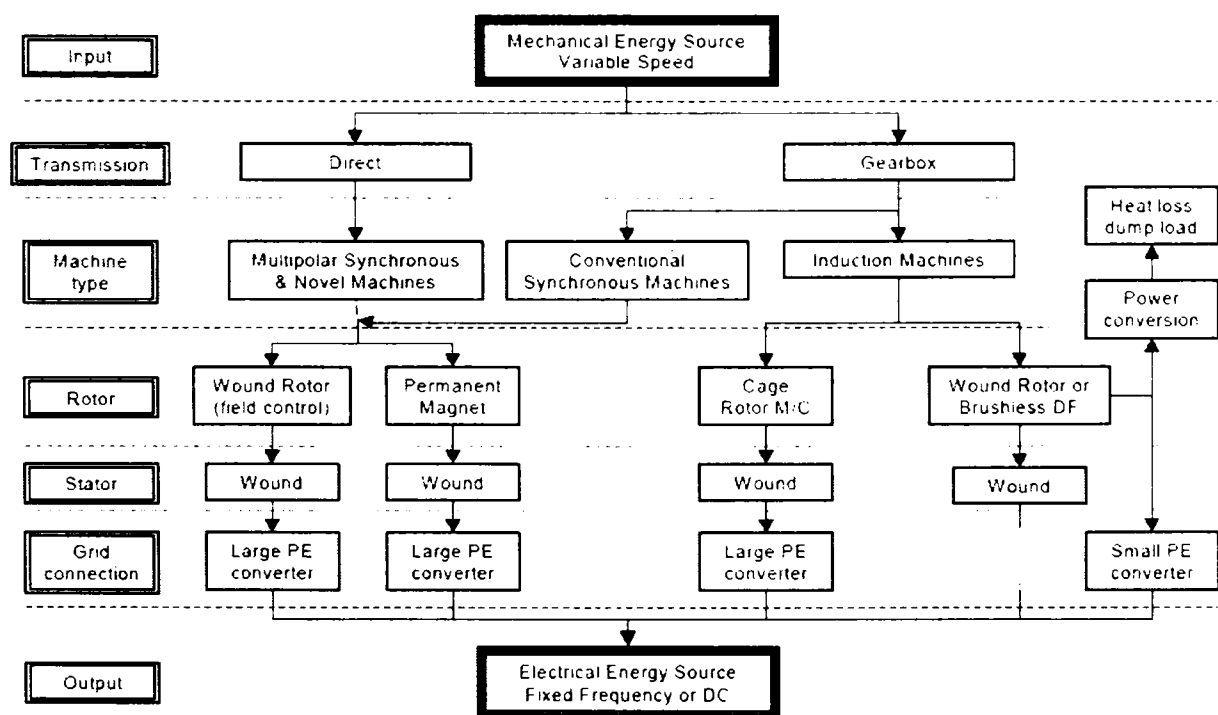 Input
Mechanical Energy Source
Variable Speed
Transmission
Direct
Gearbox
Heat loss
dump load
Machine
type
Multipolar Synchronous
& Novel Machines
Conventional
Synchronous Machines
Induction Machines
Power
conversion
Rotor
Wound Rotor
(field control)
Permanent
Magnet
Cage
Rotor M/C
Wound Rotor or
Brushless DF
Stator
Wound
Wound
Wound
Wound
Grid
connection
Large PE
converter
Large PE
converter
Large PE
converter
Small PE
converter
Output
Electrical Energy Source
Fixed Frequency or DC